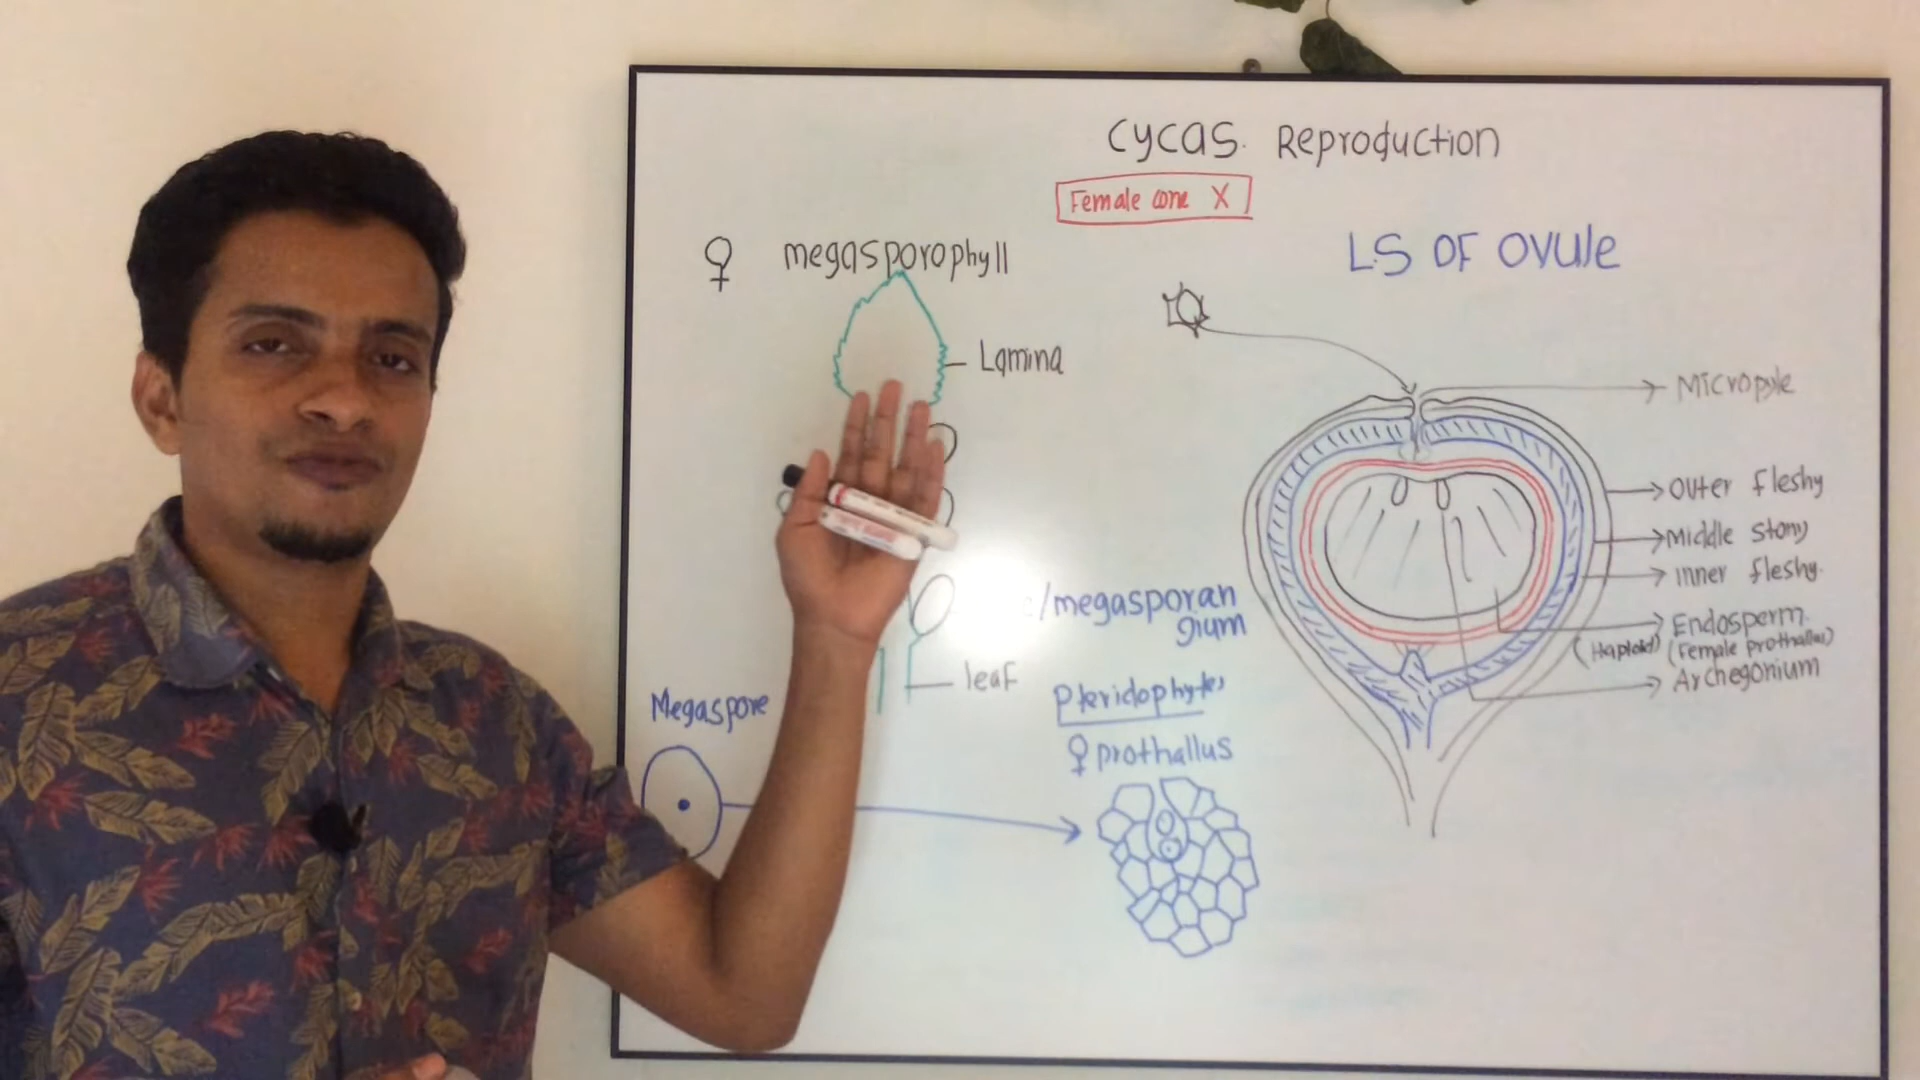 Cycas Reproduction
Female cone X
♀ megasporophyll
L.S OF OVULE
Lamina
Micropyle
Outer fleshy
Middle stony
inner fleshy
/megasporan
gium
Endosperm
(Haploid) (Female prothallus)
Archegonium
leaf
Pteridophytes
Megaspore
♀ prothallus